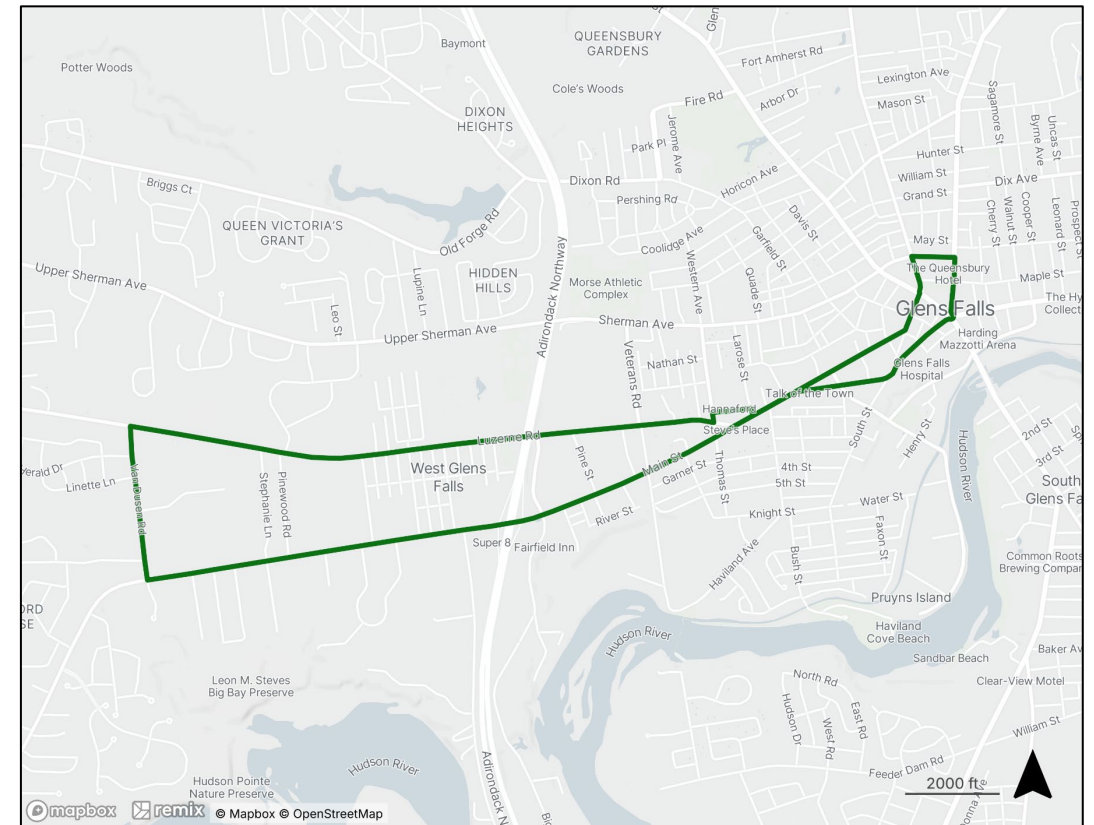 QUEENSBURY
GARDENS
Glen
Baymont
Potter Woods
Fort Amherst Rd
Lexington Ave
Cole's Woods
Arbor Dr
Fire Rd
Mason St
Sagamore St
DIXON
HEIGHTS
Jerome Ave
Byrne Ave
Uncas St
Park Pl
Hunter St
William St
Dixon Rd
Horicon Ave
Dix Ave
Briggs Ct
Grand St
Pershing Rd
Cherry St
Walnut St
Cooper St
Leonard St
Prospect
QUEEN VICTORIA'S
GRANT
Old Forge Rd
Davis St
Coolidge Ave
Garfield St
May St
Upper Sherman Ave
Lupine Ln
HIDDEN
HILLS
Adirondack Northway
Morse Athletic
Complex
Western Ave
Quade St
The Queensbury
Hotel
Maple St
Leo St
Glens Falls
The Hy
Collect
Upper Sherman Ave
Sherman Ave
Harding
Mazzotti Arena
Veterans Rd
Nathan St
Larose St
Glens Falls
Hospital
Talk of the Town
Hannaford
Steve's Place
Luzerne Rd
South St
Henry St
Hudson River
2nd St
3rd St
Main St
Garner St
Thomas St
Pine St
West Glens
Falls
4th St
5th St
South
Glens Fa
Linette Ln
Van Dusen Rd
Stephanie Ln
Pinewood Rd
Water St
River St
Knight St
Faxon St
Super 8
Fairfield Inn
Haviland Ave
Bush St
Common Roots
Brewing Compan
Pruyns Island
Haviland
Cove Beach
Hudson River
Sandbar Beach
Baker Av
Leon M. Steves
Big Bay Preserve
North Rd
Clear-View Motel
Hudson Dr
West Rd
East Rd
William St
Hudson River
Adirondack N
Feeder Dam Rd
Hudson Pointe
Nature Preserve
2000 ft
mapbox remix © Mapbox © OpenStreetMap